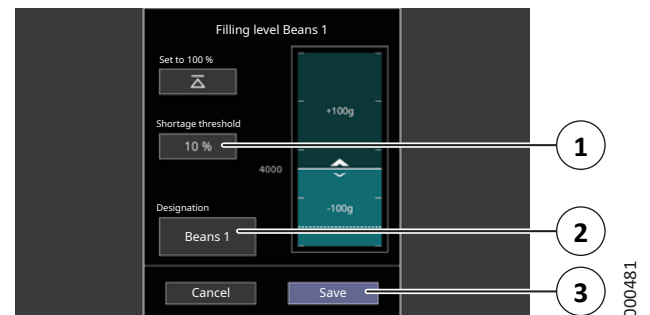 Filling level Beans 1
Set to 100 %
+100g
Shortage threshold
10 %
1
4000
-100g
Designation
Beans 1
2
Cancel
Save
3
000481